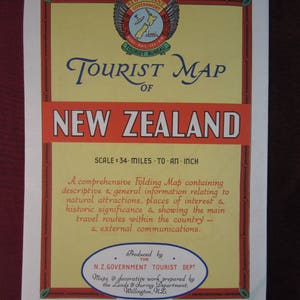 TOURIST BUREAU
TOURIST MAP
OF
NEW ZEALAND
SCALE : 34 · MILES · TO · AN · INCH
A comprehensive Folding Map containing
descriptive & general information relating to
natural attractions, places of interest &
historic significance & showing the main
travel routes within the country —
& external communications.
Produced by
THE
N.Z. GOVERNMENT TOURIST DEPT
Maps & decorative work prepared by
the Lands & Survey Department,
Wellington, N.Z.